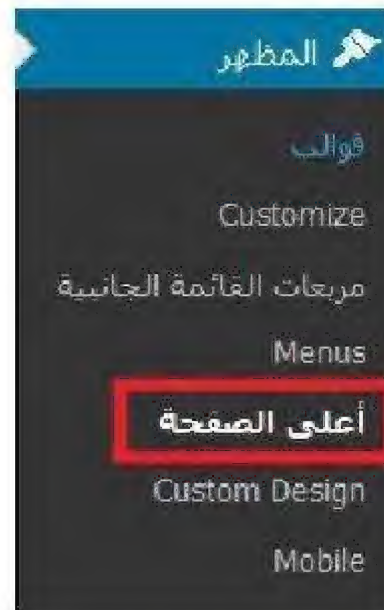 المظهر
قوالب
Customize
مربعات القائمة الجانبية
Menus
أعلى الصفحة
Custom Design
Mobile